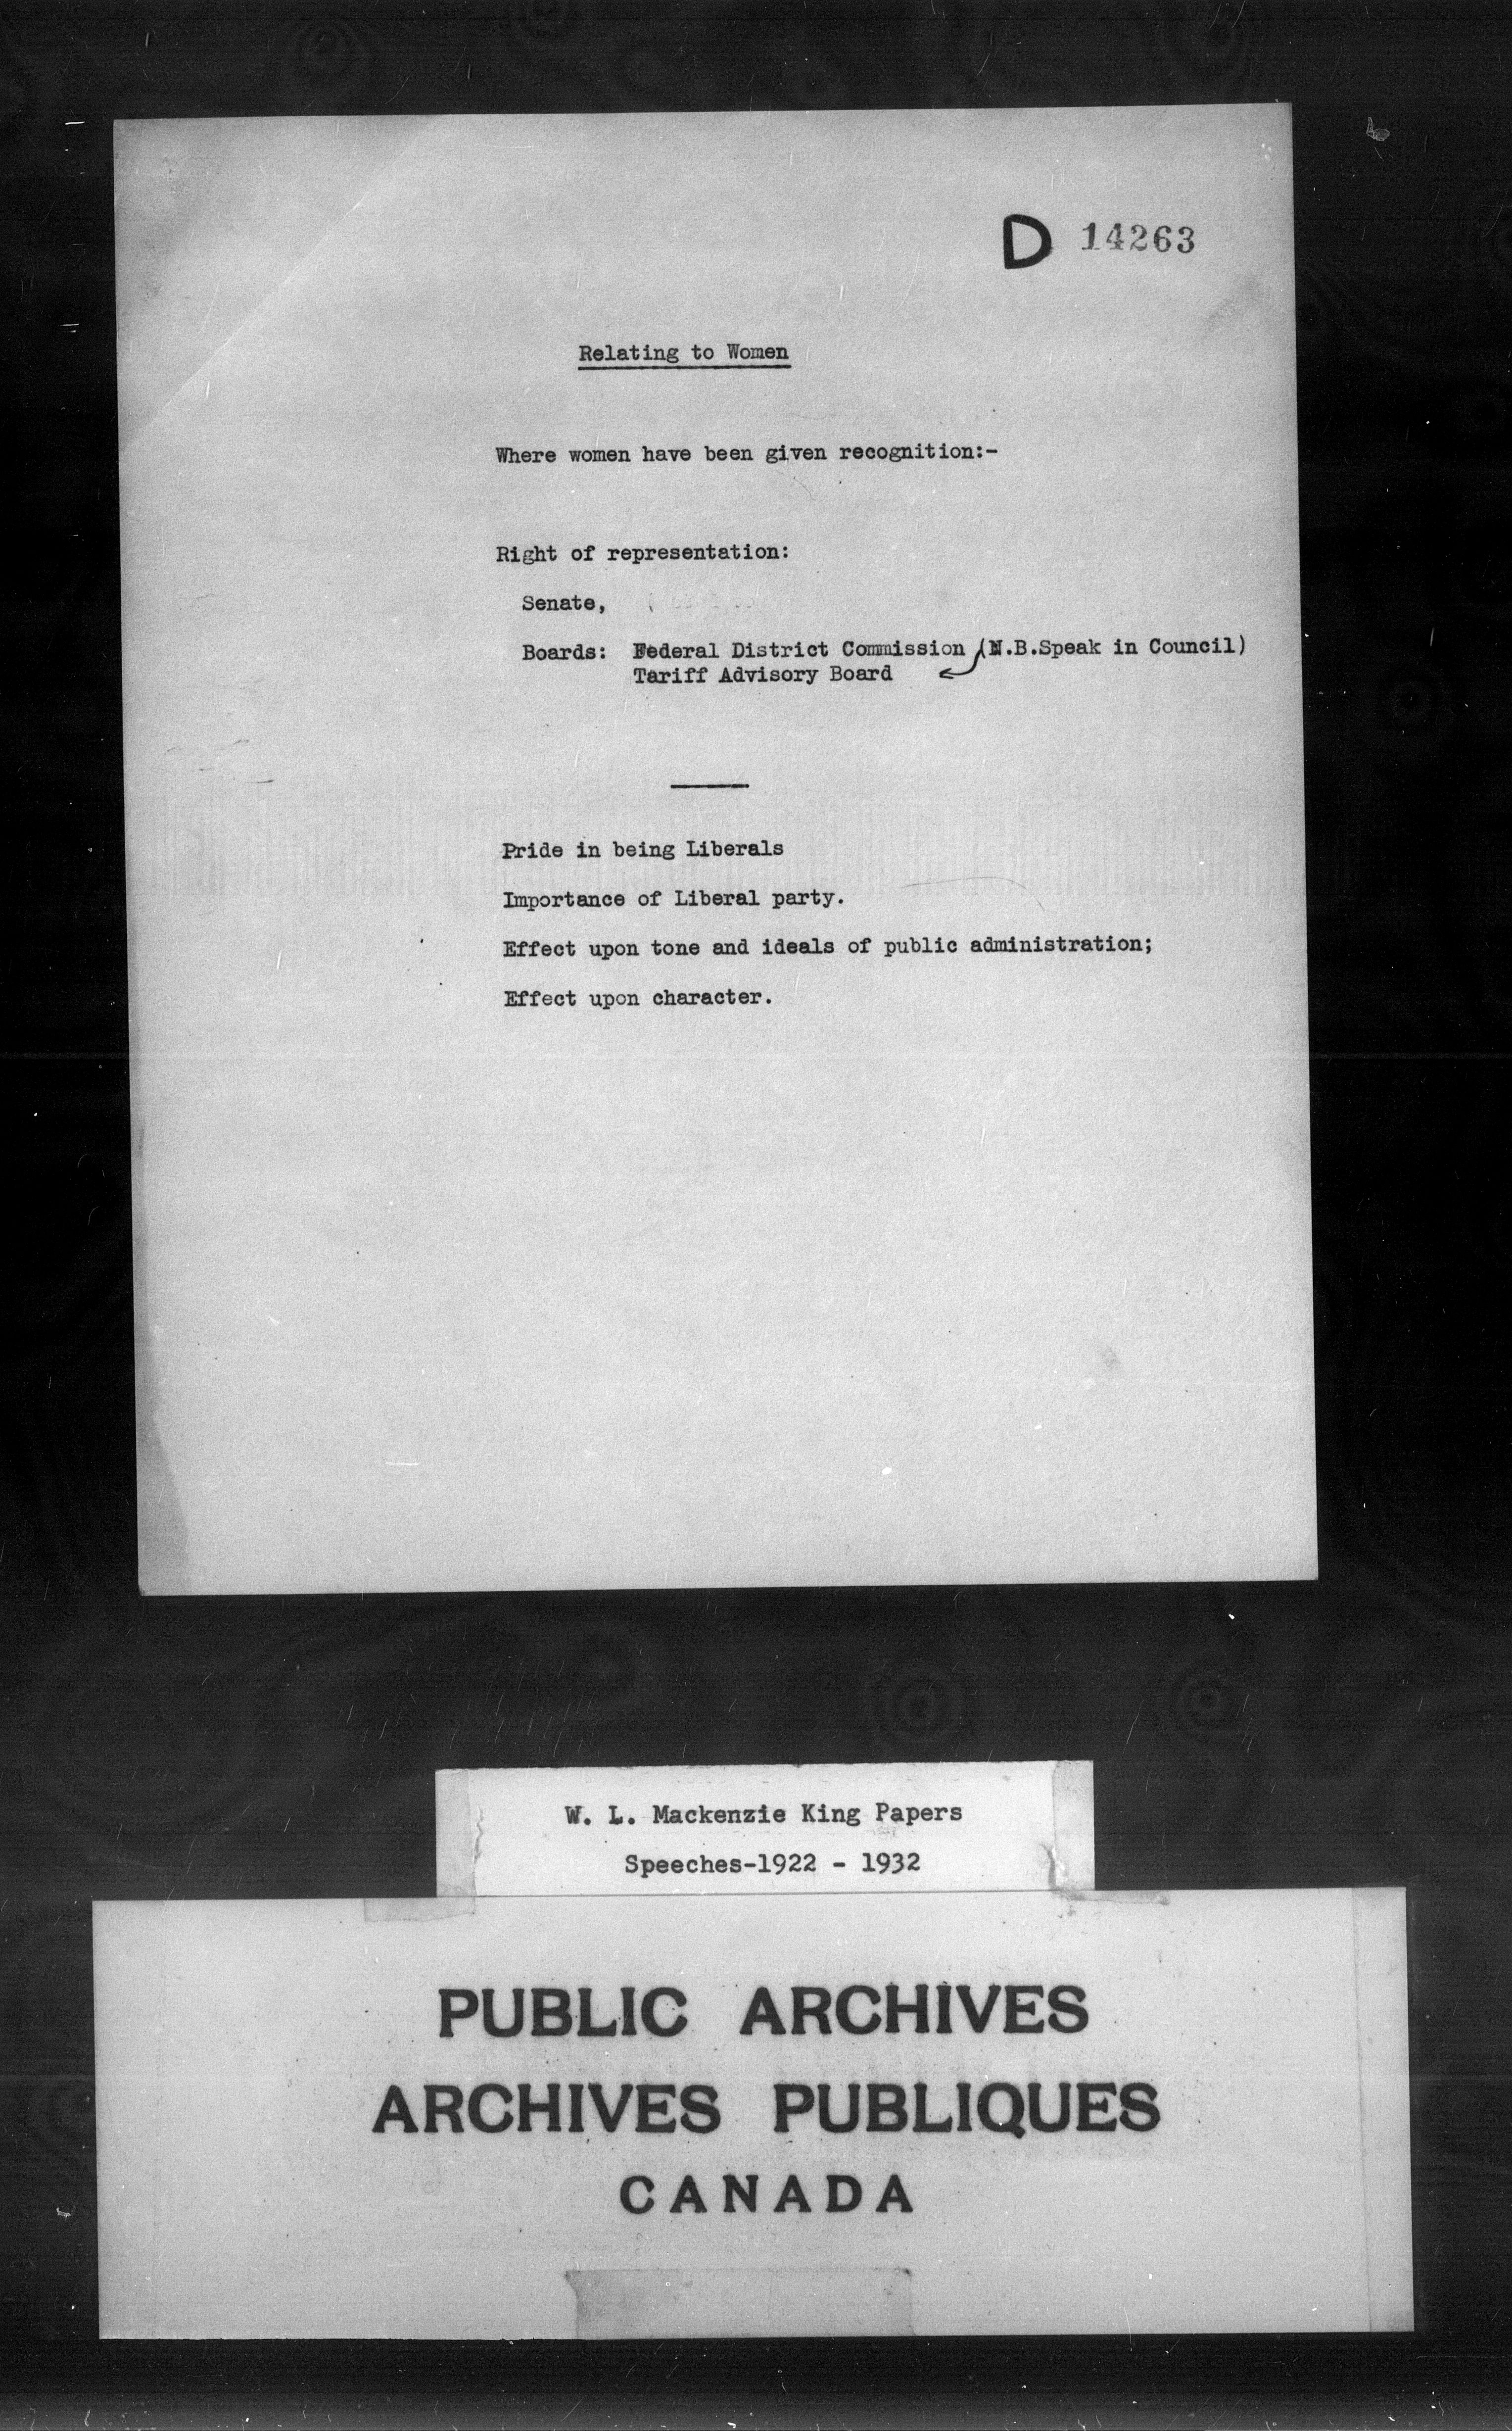 D 14263
Relating to Women
Where women have been given recognition:-
Right of representation:
Senate,
Boards: Federal District Commission (N.B.Speak in Council)
Tariff Advisory Board
Pride in being Liberals
Importance of Liberal party.
Effect upon tone and ideals of public administration;
Effect upon character.
W. L. Mackenzie King Papers
Speeches-1922 - 1932
PUBLIC ARCHIVES
ARCHIVES PUBLIQUES
CANADA